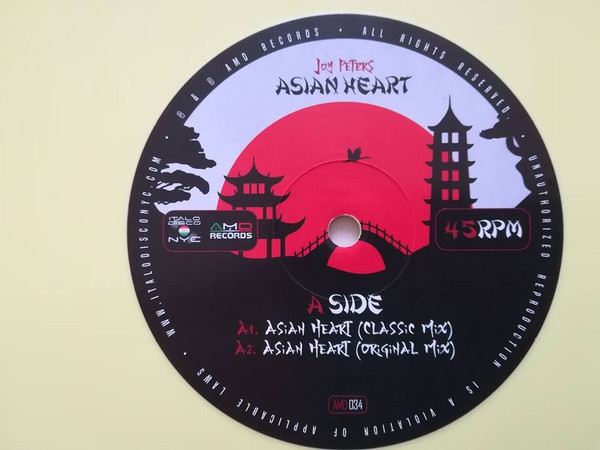 Joy Peters
ASIAN HEART
ITALO
DISCO
NYC
AMD
RECORDS
45RPM
A SIDE
A1. ASIAN HEART (CLASSIC MIX)
A2. ASIAN HEART (ORIGINAL MIX)
AMD 034
• WWW.ITALODISCONYC.COM • ℗ & © AMD RECORDS • ALL RIGHTS RESERVED. • UNAUTHORIZED REPRODUCTION IS A VIOLATION OF APPLICABLE LAWS